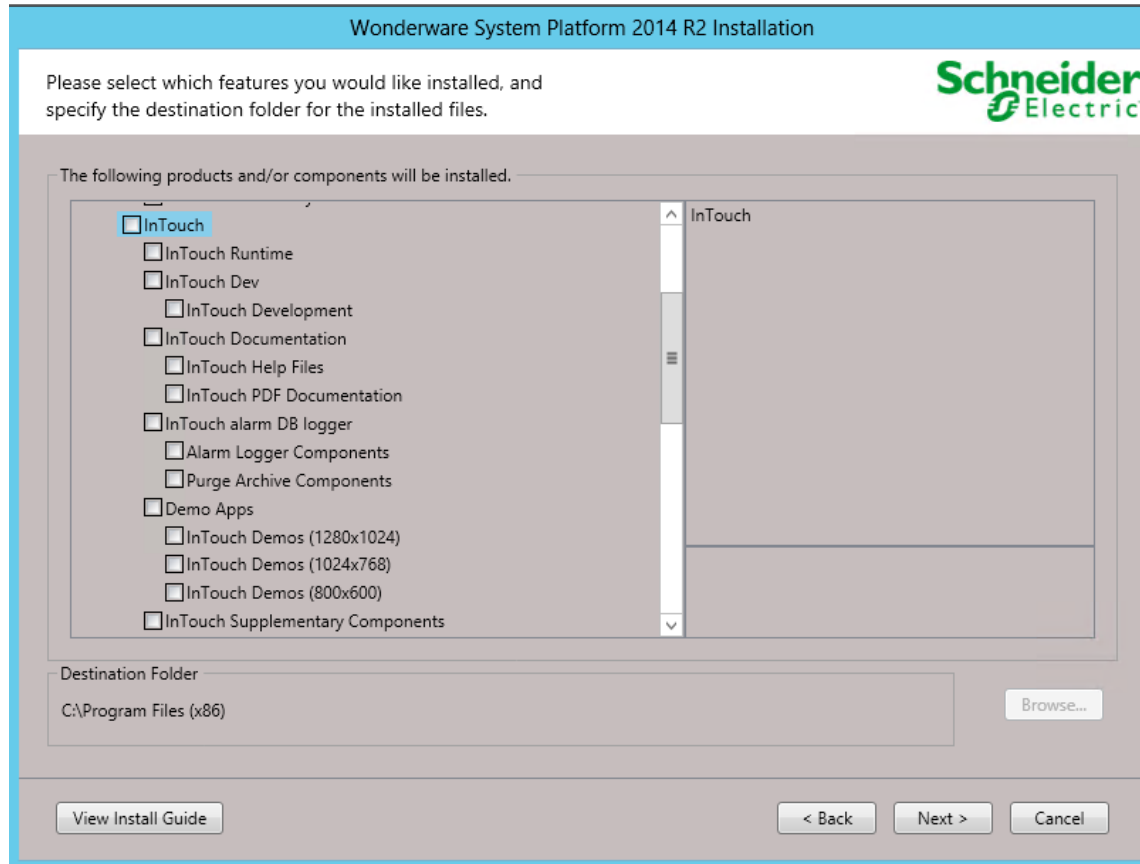 Wonderware System Platform 2014 R2 Installation
Please select which features you would like installed, and
specify the destination folder for the installed files.
Schneider
Electric
The following products and/or components will be installed.
InTouch
InTouch Runtime
InTouch Dev
InTouch Development
InTouch Documentation
InTouch Help Files
InTouch PDF Documentation
InTouch alarm DB logger
Alarm Logger Components
Purge Archive Components
Demo Apps
InTouch Demos (1280x1024)
InTouch Demos (1024x768)
InTouch Demos (800x600)
InTouch Supplementary Components
InTouch
Destination Folder
C:\Program Files (x86)
Browse...
View Install Guide
< Back
Next >
Cancel